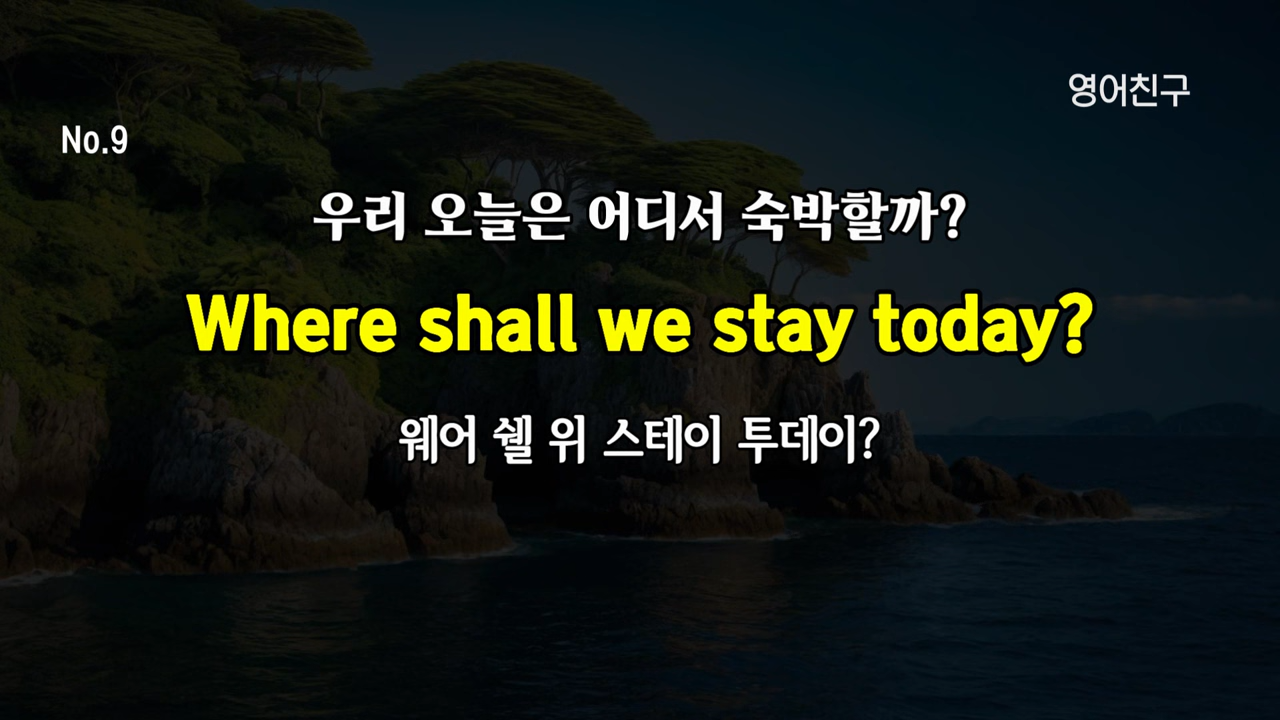 영어친구
No.9
우리 오늘은 어디서 숙박할까?
Where shall we stay today?
웨어 쉘 위 스테이 투데이?